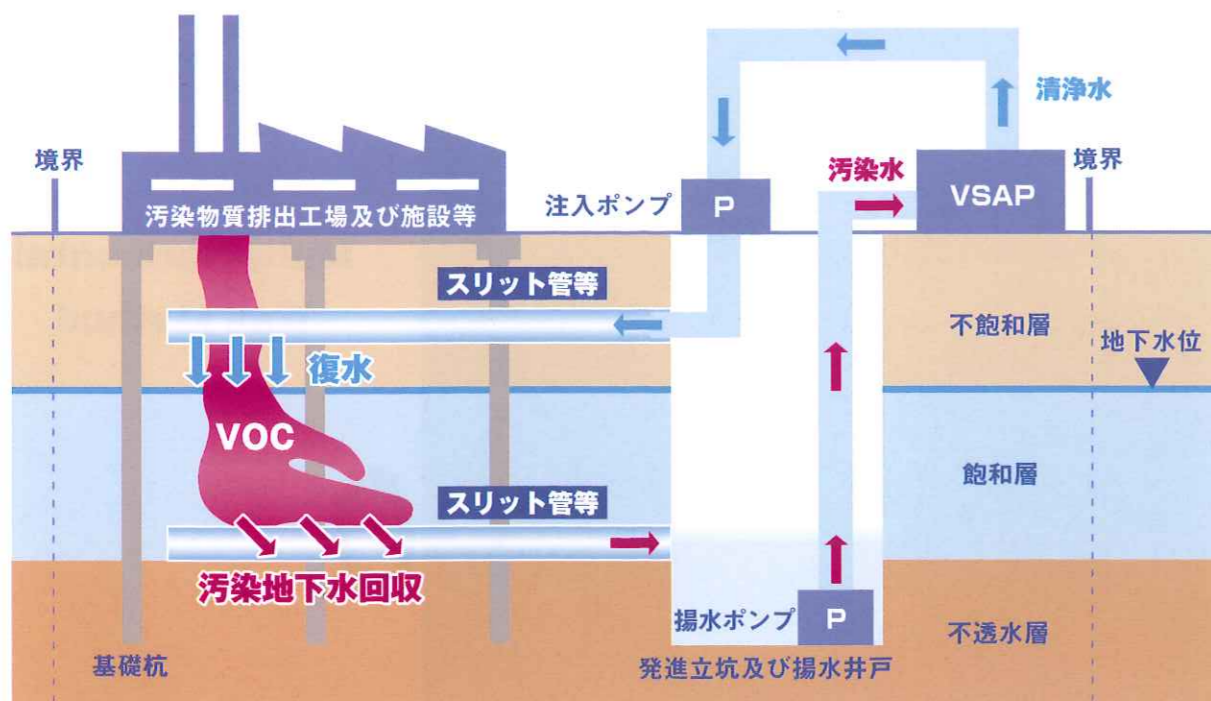 清浄水
境界
汚染水
境界
注入ポンプ
P
VSAP
汚染物質排出工場及び施設等
スリット管等
不飽和層
地下水位
復水
VOC
飽和層
スリット管等
汚染地下水回収
揚水ポンプ
P
不透水層
基礎杭
発進立坑及び揚水井戸